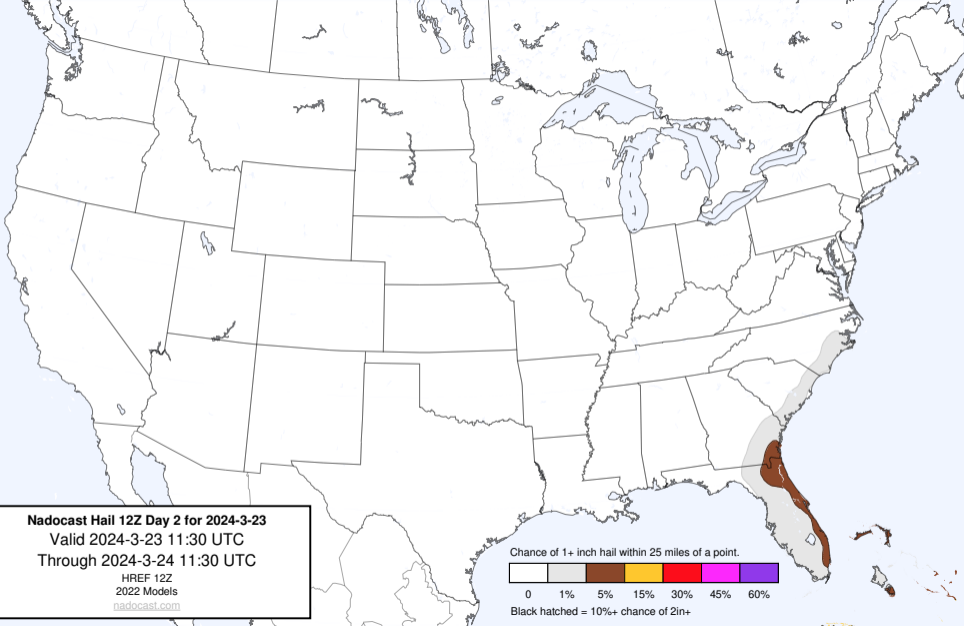 Nadocast Hail 12Z Day 2 for 2024-3-23
Valid 2024-3-23 11:30 UTC
Through 2024-3-24 11:30 UTC
HREF 12Z
2022 Models
nadocast.com
Chance of 1+ inch hail within 25 miles of a point.
0 1% 5% 15% 30% 45% 60%
Black hatched = 10%+ chance of 2in+